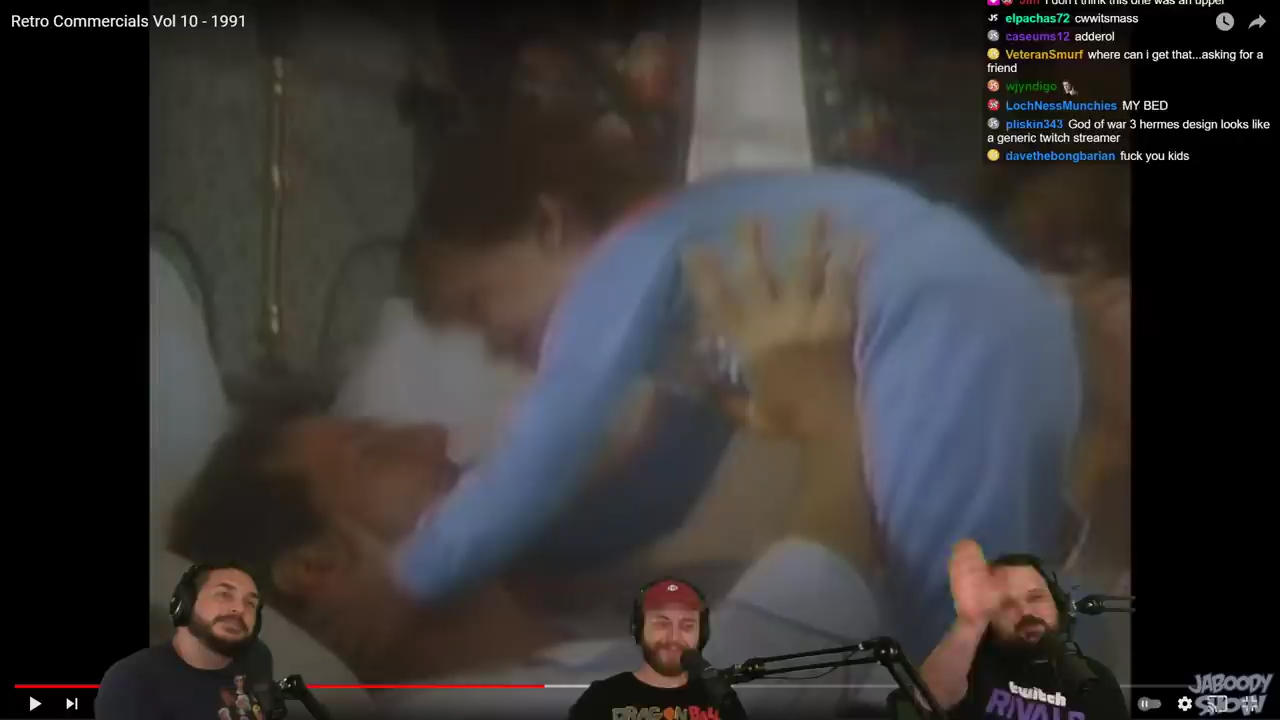 Retro Commercials Vol 10 - 1991
Jim I don't think this one was an upper
elpachas72 cwwitsmass
caseums12 adderol
VeteranSmurf where can i get that...asking for a
friend
wjyndigo
LochNessMunchies MY BED
pliskin343 God of war 3 hermes design looks like
a generic twitch streamer
davethebongbarian fuck you kids
DRAGON BALL
twitch
RIVALS
JABOODY
SHOW